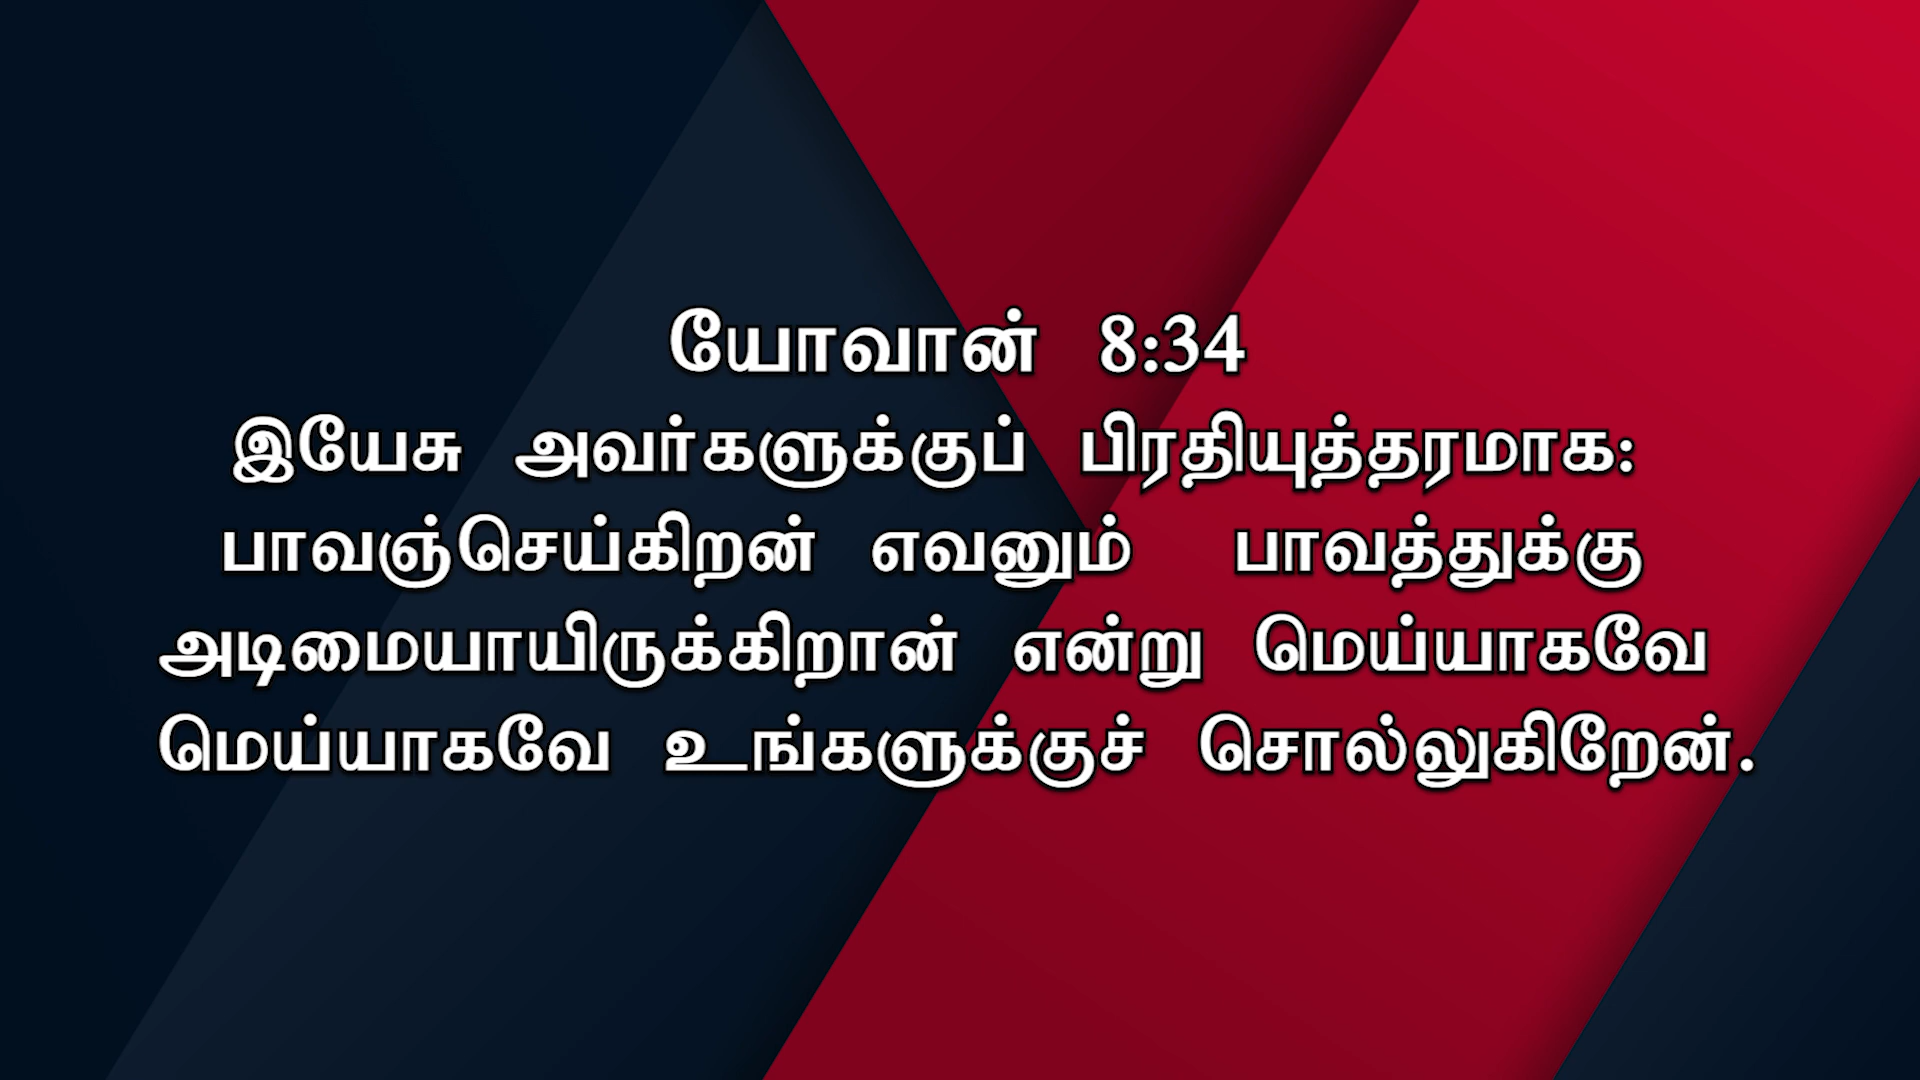 யோவான் 8:34
இயேசு அவர்களுக்குப் பிரதியுத்தரமாக:
பாவஞ்செய்கிறன் எவனும் பாவத்துக்கு
அடிமையாயிருக்கிறான் என்று மெய்யாகவே
மெய்யாகவே உங்களுக்குச் சொல்லுகிறேன்.